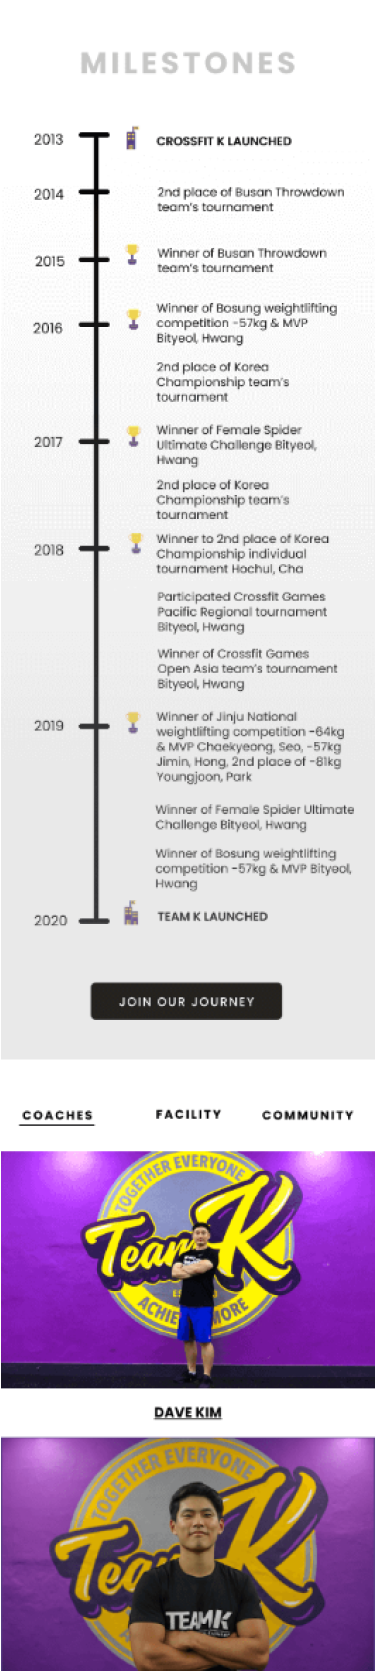 MILESTONES
2013
CROSSFIT K LAUNCHED
2014
2nd place of Busan Throwdown
team's tournament
2015
Winner of Busan Throwdown
team's tournament
2016
Winner of Bosung weightlifting
competition -57kg & MVP
Bityeol, Hwang
2nd place of Korea
Championship team's
tournament
2017
Winner of Female Spider
Ultimate Challenge Bityeol,
Hwang
2nd place of Korea
Championship team's
tournament
2018
Winner to 2nd place of Korea
Championship individual
tournament Hochul, Cha
Participated Crossfit Games
Pacific Regional tournament
Bityeol, Hwang
Winner of Crossfit Games
Open Asia team's tournament
Bityeol, Hwang
2019
Winner of Jinju National
weightlifting competition -64kg
& MVP Chaekyeong, Seo, -57kg
Jimin, Hong, 2nd place of -81kg
Youngjoon, Park
Winner of Female Spider Ultimate
Challenge Bityeol, Hwang
Winner of Bosung weightlifting
competition -57kg & MVP Bityeol,
Hwang
2020
TEAM K LAUNCHED
JOIN OUR JOURNEY
COACHES FACILITY COMMUNITY
TOGETHER EVERYONE
Team K
ACHIE MORE
DAVE KIM
TOGETHER EVERYONE
Tea K
TEAMK